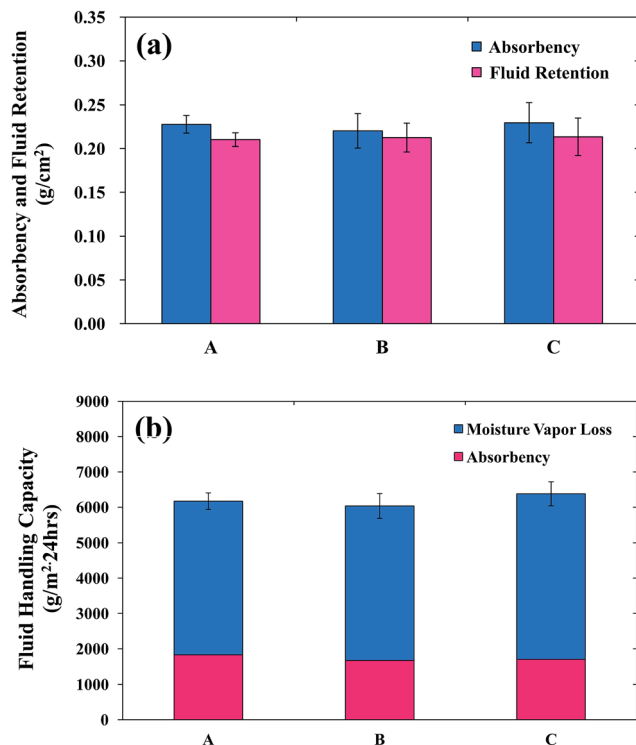 (a)
Absorbency
Fluid Retention
Absorbency and Fluid Retention
(g/cm²)
0.35
0.30
0.25
0.20
0.15
0.10
0.05
0.00
A B C
(b)
Moisture Vapor Loss
Absorbency
Fluid Handling Capacity
(g/m²·24hrs)
9000
8000
7000
6000
5000
4000
3000
2000
1000
0
A B C